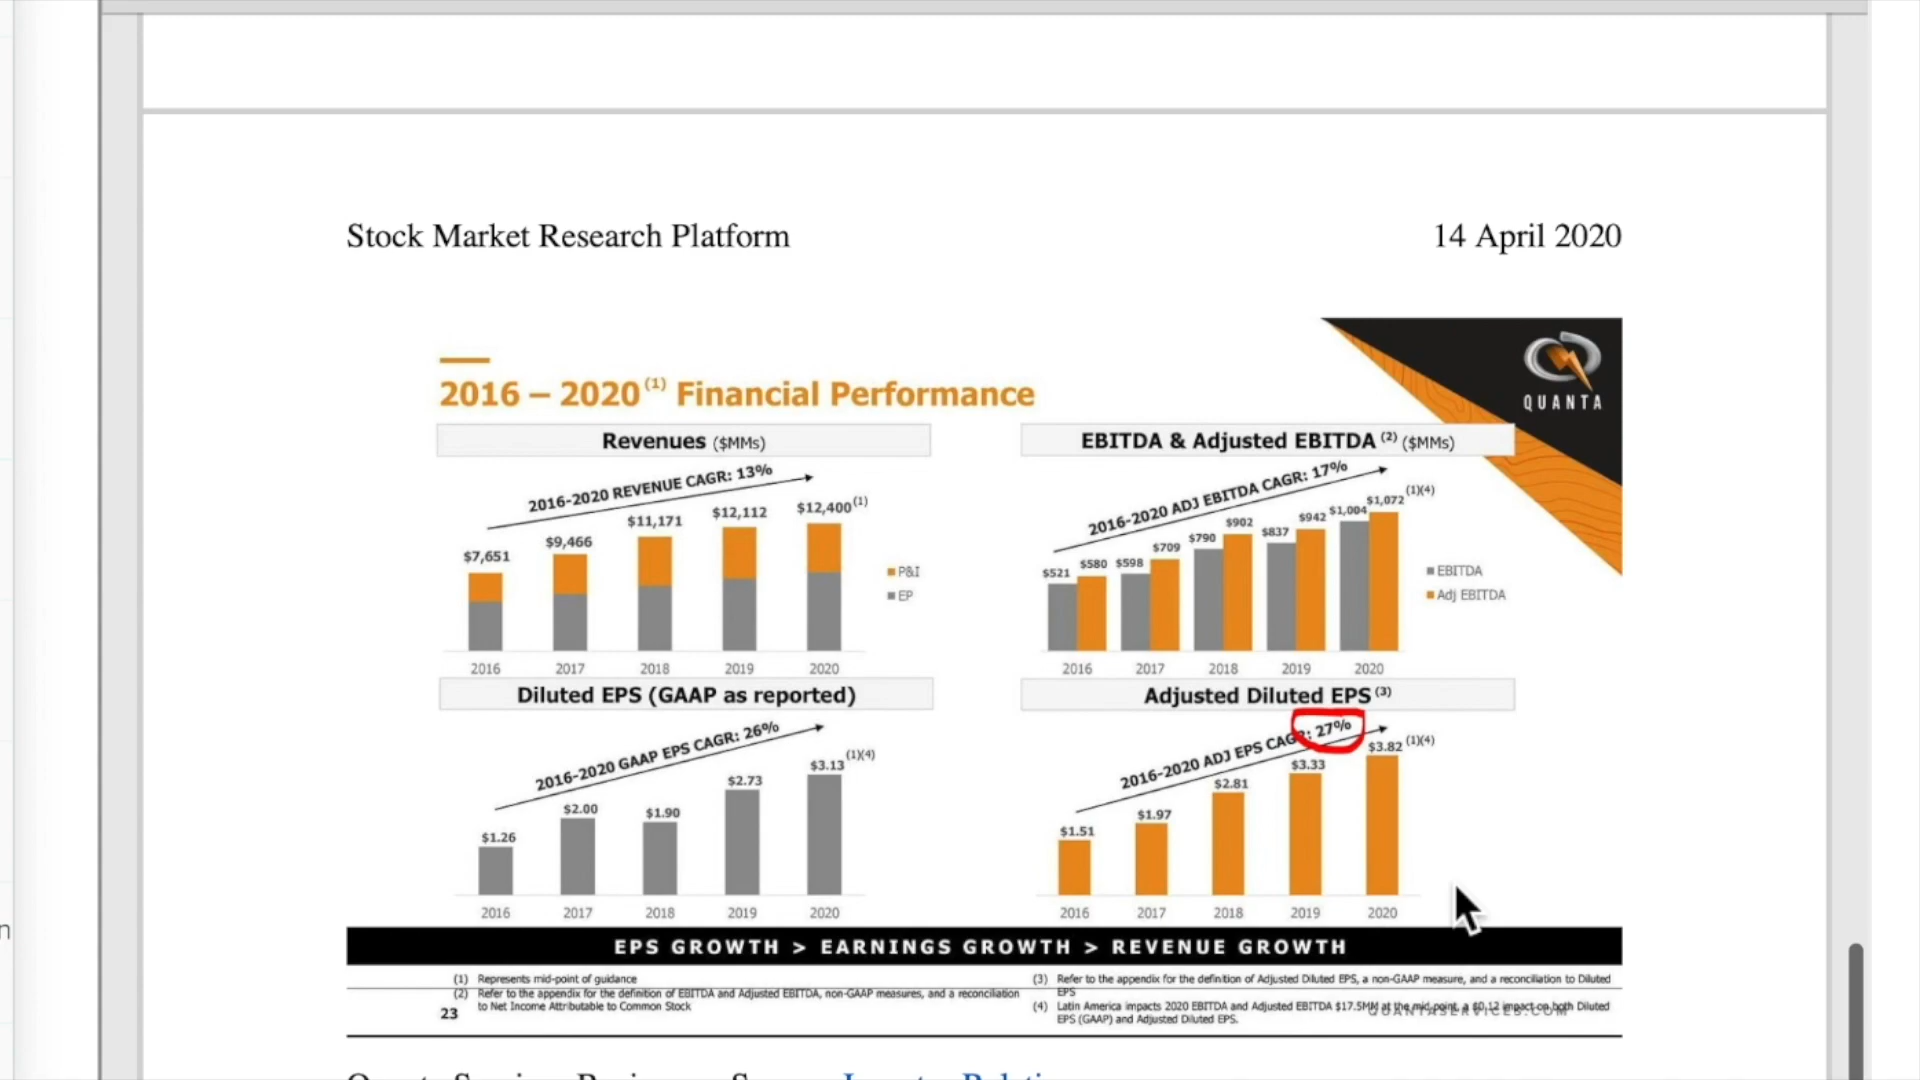 Stock Market Research Platform
14 April 2020
QUANTA
2016 – 2020 (1) Financial Performance
Revenues ($MMs)
2016-2020 REVENUE CAGR: 13%
$7,651
$9,466
$11,171
$12,112
$12,400 (1)
P&I
EP
2016 2017 2018 2019 2020
EBITDA & Adjusted EBITDA (2) ($MMs)
2016-2020 ADJ EBITDA CAGR: 17%
$521 $580 $598 $709 $790 $902 $837 $942 $1,004 $1,072 (1)(4)
EBITDA
Adj EBITDA
2016 2017 2018 2019 2020
Diluted EPS (GAAP as reported)
2016-2020 GAAP EPS CAGR: 26%
$1.26
$2.00
$1.90
$2.73
$3.13 (1)(4)
2016 2017 2018 2019 2020
Adjusted Diluted EPS (3)
2016-2020 ADJ EPS CAGR: 27%
$1.51
$1.97
$2.81
$3.33
$3.82 (1)(4)
2016 2017 2018 2019 2020
EPS GROWTH > EARNINGS GROWTH > REVENUE GROWTH
(1) Represents mid-point of guidance
(2) Refer to the appendix for the definition of EBITDA and Adjusted EBITDA, non-GAAP measures, and a reconciliation
to Net Income Attributable to Common Stock
(3) Refer to the appendix for the definition of Adjusted Diluted EPS, a non-GAAP measure, and a reconciliation to Diluted
EPS
(4) Latin America impacts 2020 EBITDA and Adjusted EBITDA $17.5MM at the mid-point, a $0.12 impact on both Diluted
EPS (GAAP) and Adjusted Diluted EPS.
23
QUANTASERVICES.COM
n